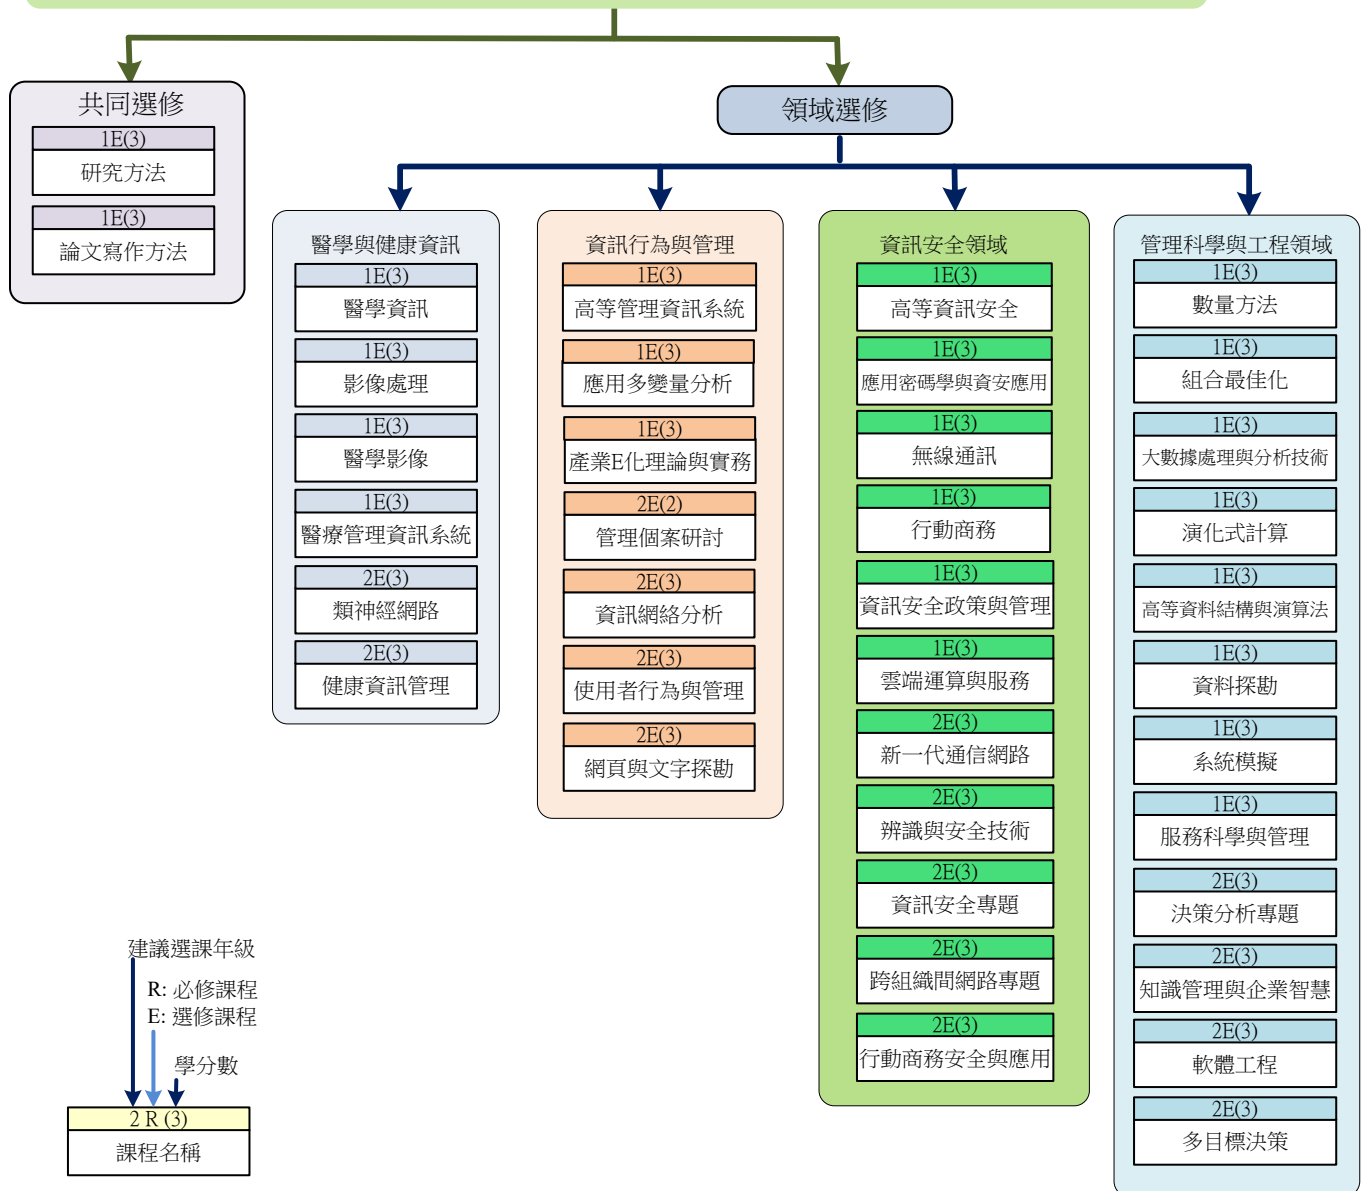 共同選修
1E(3)
研究方法
1E(3)
論文寫作方法
領域選修
醫學與健康資訊
1E(3)
醫學資訊
1E(3)
影像處理
1E(3)
醫學影像
1E(3)
醫療管理資訊系統
2E(3)
類神經網路
2E(3)
健康資訊管理
資訊行為與管理
1E(3)
高等管理資訊系統
1E(3)
應用多變量分析
1E(3)
產業E化理論與實務
2E(2)
管理個案研討
2E(3)
資訊網絡分析
2E(3)
使用者行為與管理
2E(3)
網頁與文字探勘
資訊安全領域
1E(3)
高等資訊安全
1E(3)
應用密碼學與資安應用
1E(3)
無線通訊
1E(3)
行動商務
1E(3)
資訊安全政策與管理
1E(3)
雲端運算與服務
2E(3)
新一代通信網路
2E(3)
辨識與安全技術
2E(3)
資訊安全專題
2E(3)
跨組織間網路專題
2E(3)
行動商務安全與應用
管理科學與工程領域
1E(3)
數量方法
1E(3)
組合最佳化
1E(3)
大數據處理與分析技術
1E(3)
演化式計算
1E(3)
高等資料結構與演算法
1E(3)
資料探勘
1E(3)
系統模擬
1E(3)
服務科學與管理
2E(3)
決策分析專題
2E(3)
知識管理與企業智慧
2E(3)
軟體工程
2E(3)
多目標決策
建議選課年級
R: 必修課程
E: 選修課程
學分數
2 R (3)
課程名稱